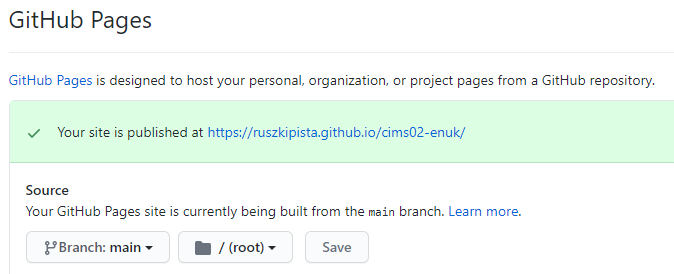 GitHub Pages
GitHub Pages is designed to host your personal, organization, or project pages from a GitHub repository.
Your site is published at https://ruszkipista.github.io/cims02-enuk/
Source
Your GitHub Pages site is currently being built from the main branch. Learn more.
Branch: main / (root) Save